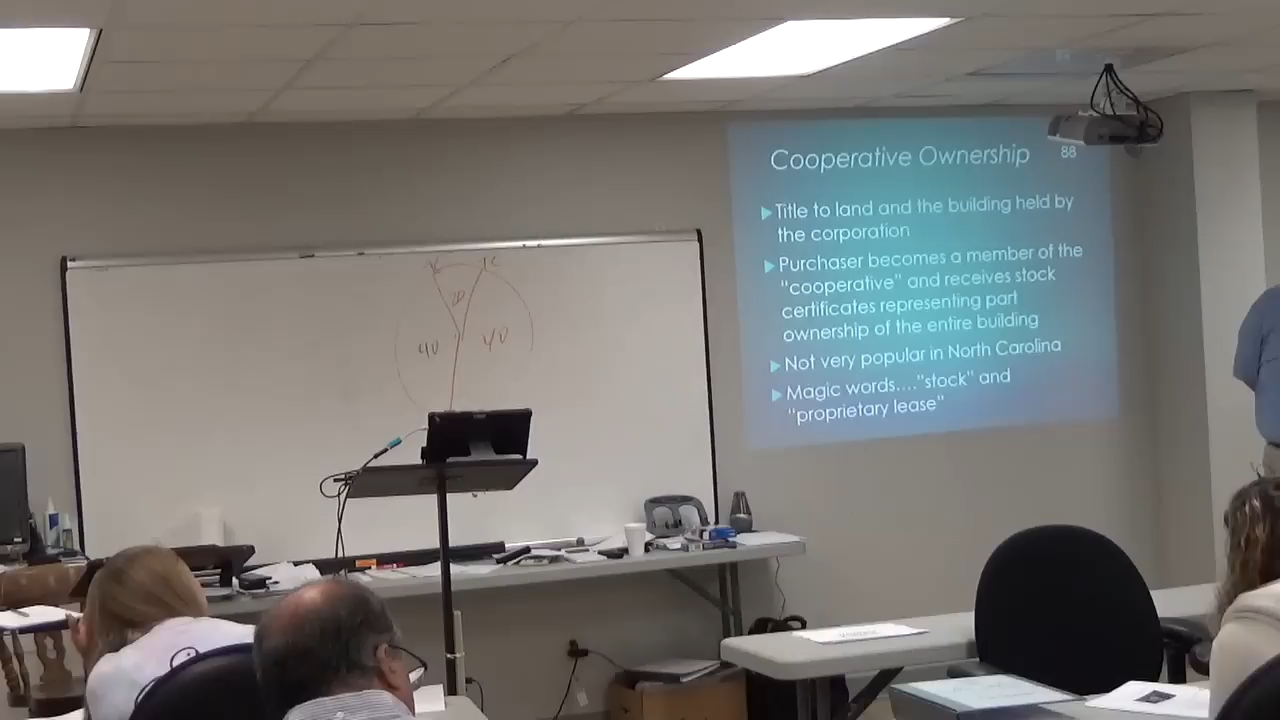 Cooperative Ownership
88
Title to land and the building held by
the corporation
Purchaser becomes a member of the
"cooperative" and receives stock
certificates representing part
ownership of the entire building
Not very popular in North Carolina
Magic words...."stock" and
"proprietary lease"
20
40 40